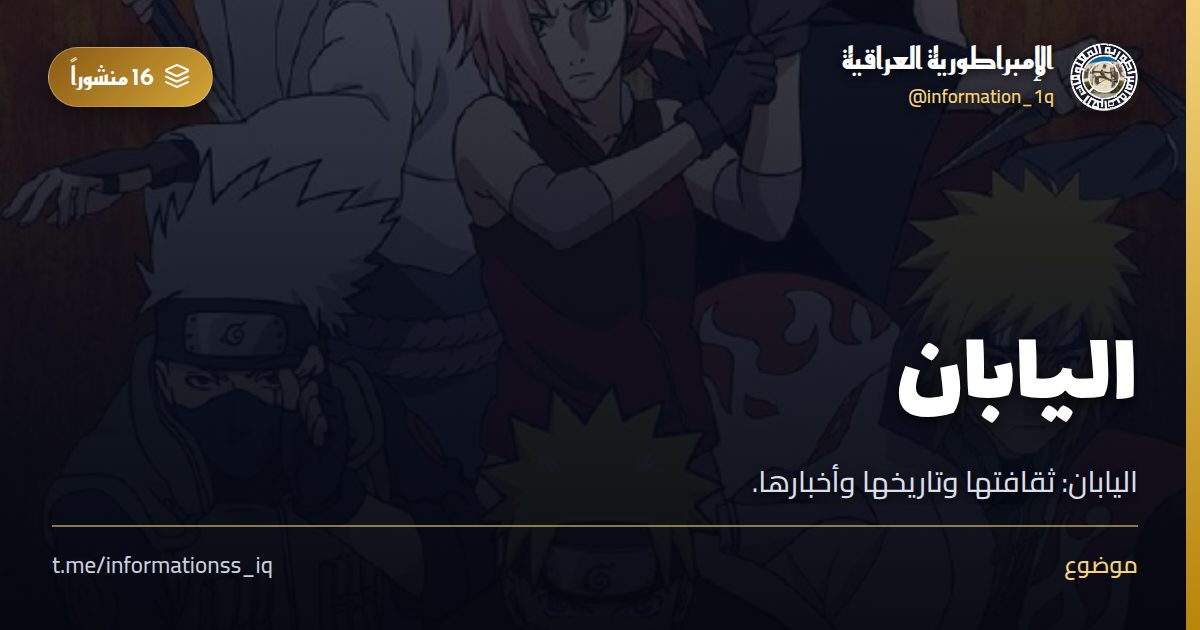 الإمبراطورية العراقية
@information_1q
16 منشوراً
اليابان
اليابان: ثقافتها وتاريخها وأخبارها.
موضوع
t.me/informationss_iq